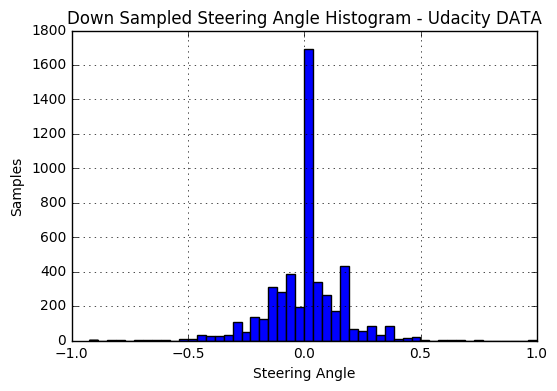 Down Sampled Steering Angle Histogram - Udacity DATA
1800
1600
1400
1200
1000
800
600
400
200
0
Samples
−1.0 −0.5 0.0 0.5 1.0
Steering Angle